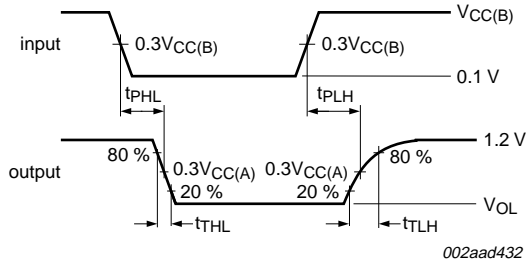 VCC(B)
input
0.3VCC(B)
0.3VCC(B)
0.1 V
tPHL
tPLH
1.2 V
80 %
80 %
output
0.3VCC(A)
0.3VCC(A)
20 %
20 %
VOL
tTHL
tTLH
002aad432